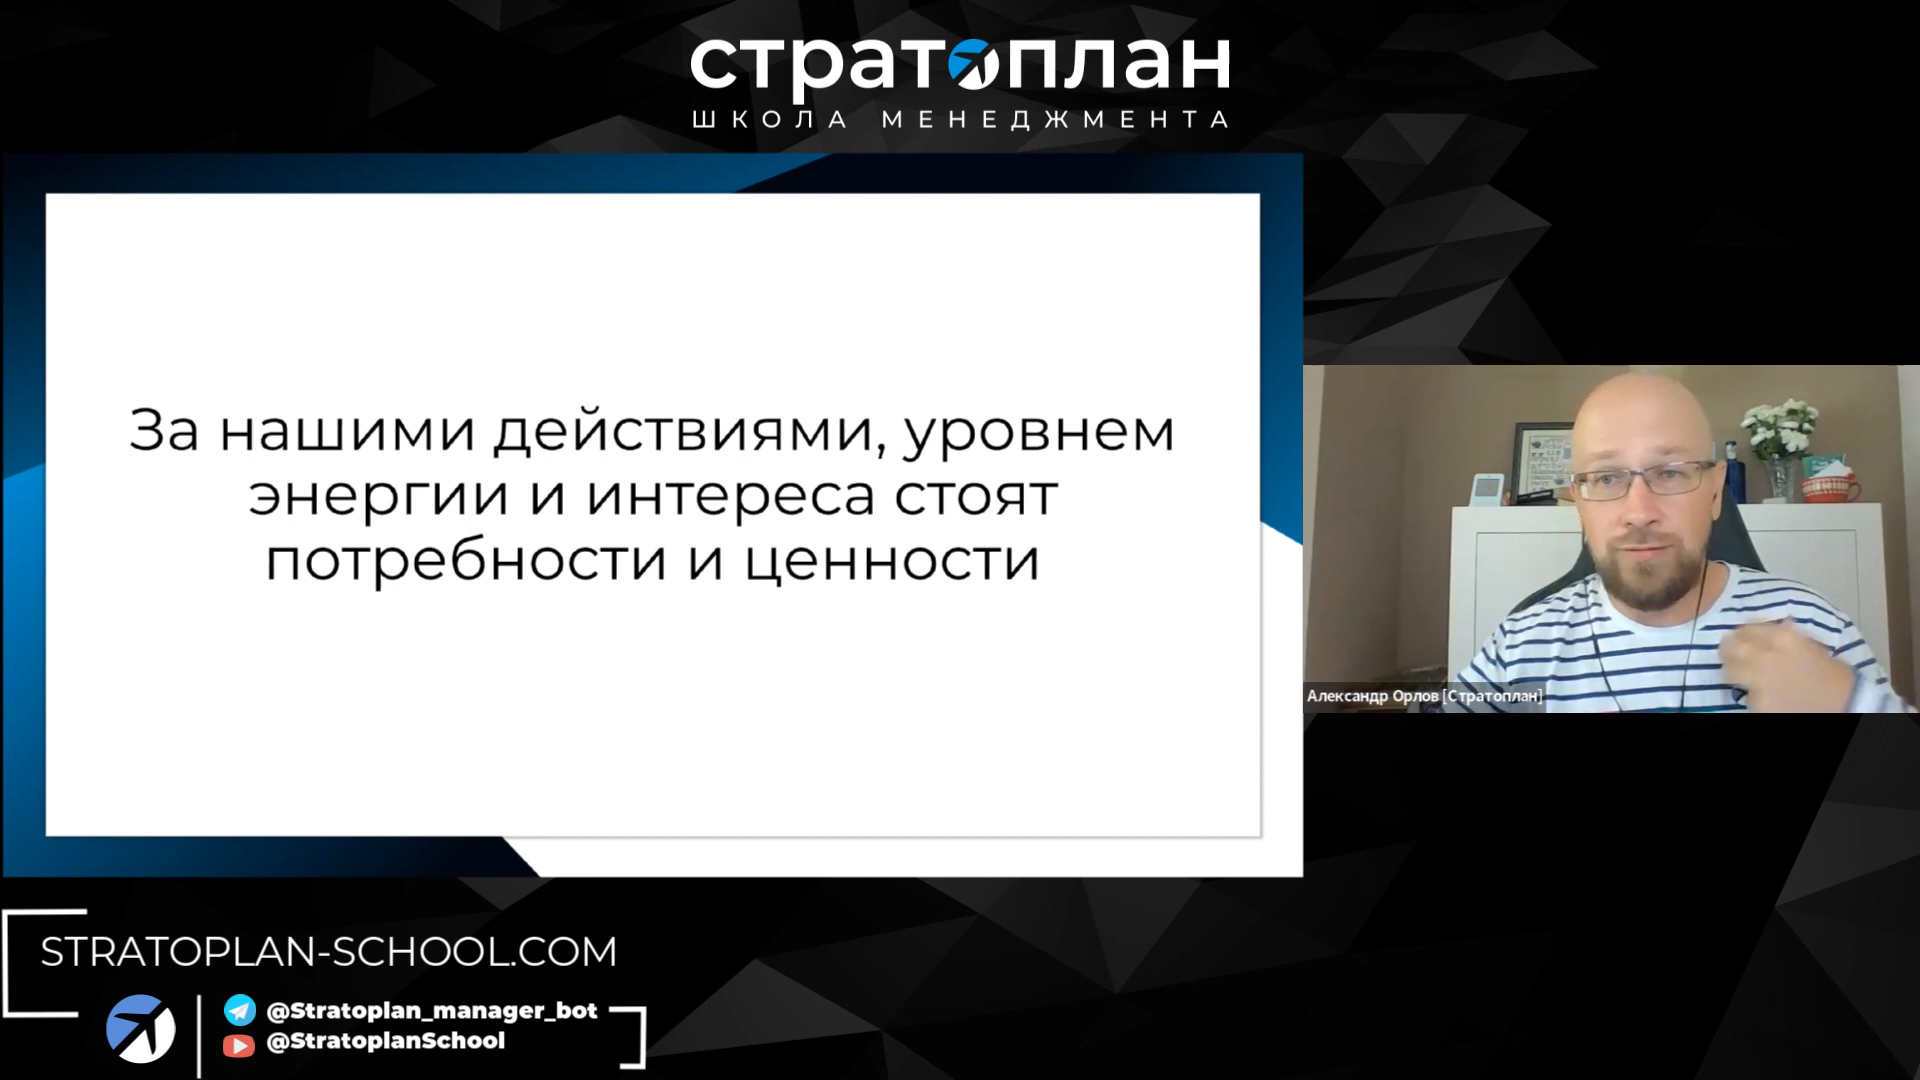 стратоплан
ШКОЛА МЕНЕДЖМЕНТА
За нашими действиями, уровнем
энергии и интереса стоят
потребности и ценности
Александр Орлов [Стратоплан]
STRATOPLAN-SCHOOL.COM
@Stratoplan_manager_bot
@StratoplanSchool